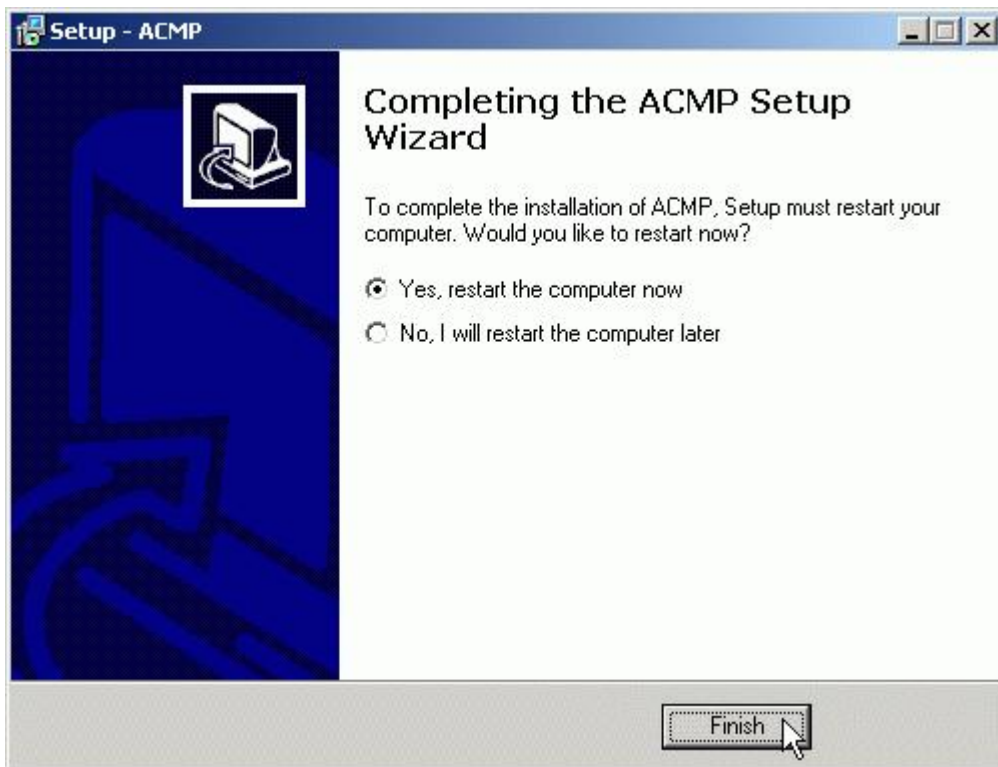 Setup - ACMP
Completing the ACMP Setup
Wizard
To complete the installation of ACMP, Setup must restart your
computer. Would you like to restart now?
Yes, restart the computer now
No, I will restart the computer later
Finish